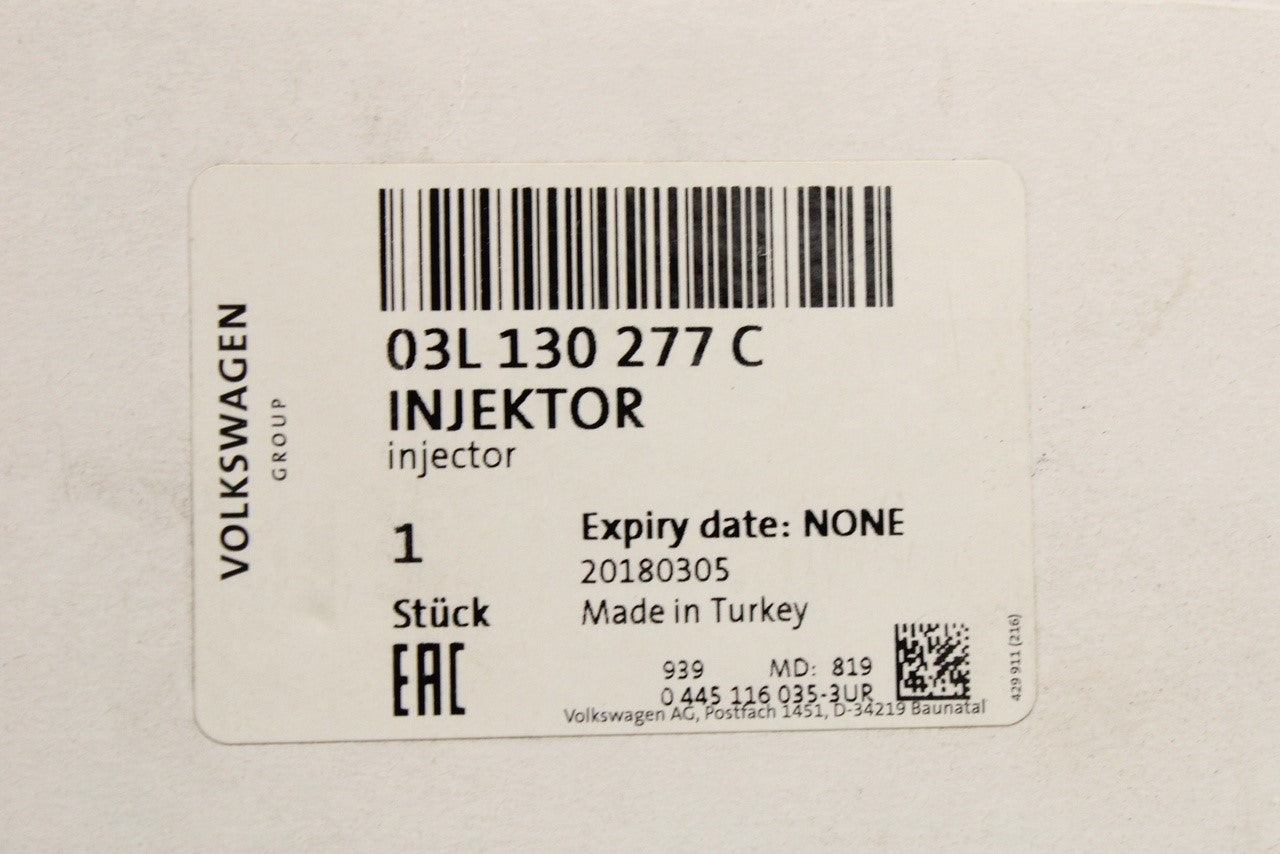 VOLKSWAGEN
GROUP
03L 130 277 C
INJEKTOR
injector
1
Stück
Expiry date: NONE
20180305
Made in Turkey
EAC
939 MD: 819
0 445 116 035-3UR
Volkswagen AG, Postfach 1451, D-34219 Baunatal
429 911 (216)